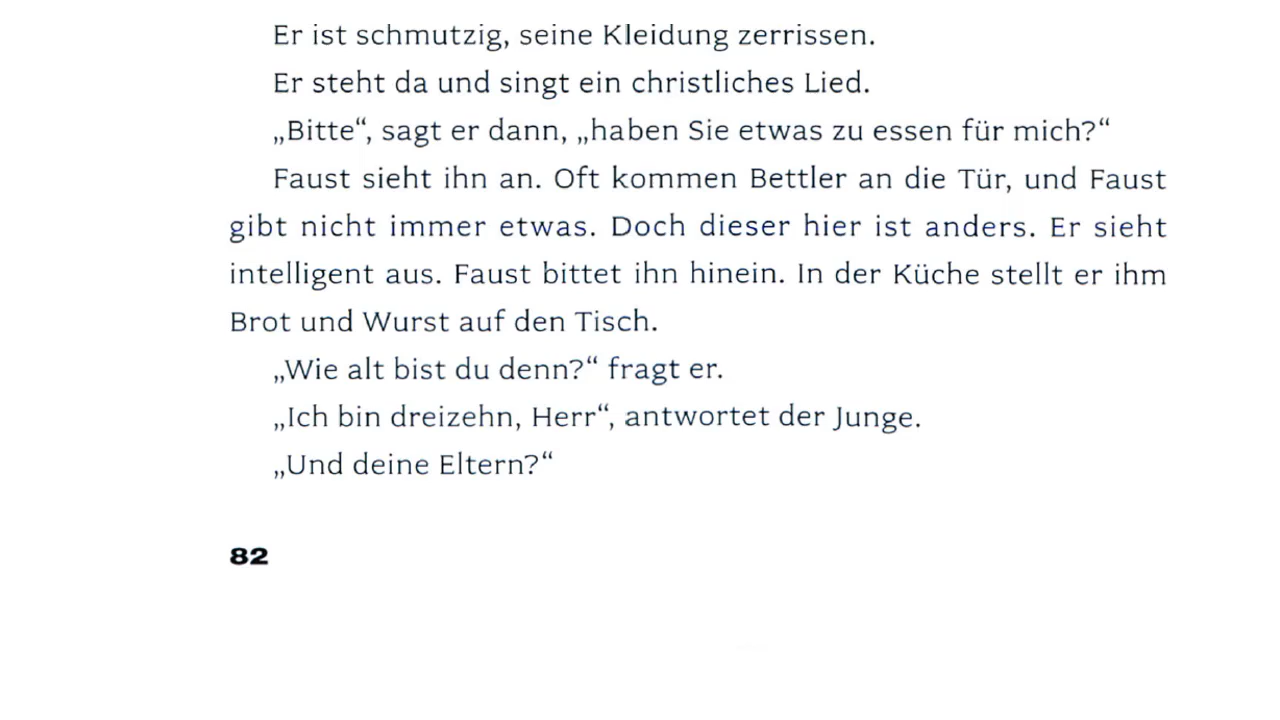 Er ist schmutzig, seine Kleidung zerrissen.
Er steht da und singt ein christliches Lied.
„Bitte“, sagt er dann, „haben Sie etwas zu essen für mich?“
Faust sieht ihn an. Oft kommen Bettler an die Tür, und Faust
gibt nicht immer etwas. Doch dieser hier ist anders. Er sieht
intelligent aus. Faust bittet ihn hinein. In der Küche stellt er ihm
Brot und Wurst auf den Tisch.
„Wie alt bist du denn?“ fragt er.
„Ich bin dreizehn, Herr“, antwortet der Junge.
„Und deine Eltern?“
82